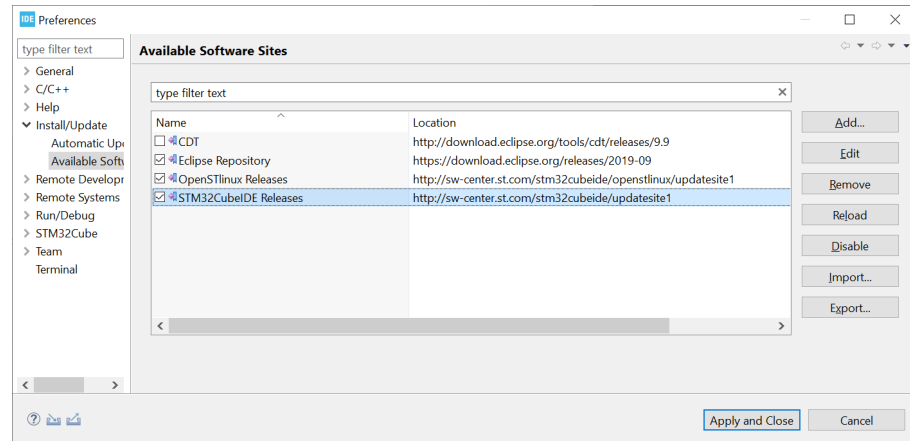 IDE Preferences
type filter text
General
C/C++
Help
Install/Update
Automatic Up
Available Soft
Remote Develop
Remote Systems
Run/Debug
STM32Cube
Team
Terminal
Available Software Sites
type filter text
Name Location
CDT http://download.eclipse.org/tools/cdt/releases/9.9
Eclipse Repository https://download.eclipse.org/releases/2019-09
OpenSTlinux Releases http://sw-center.st.com/stm32cubeide/openstlinux/updatesite1
STM32CubeIDE Releases http://sw-center.st.com/stm32cubeide/updatesite1
Add...
Edit
Remove
Reload
Disable
Import...
Export...
Apply and Close Cancel